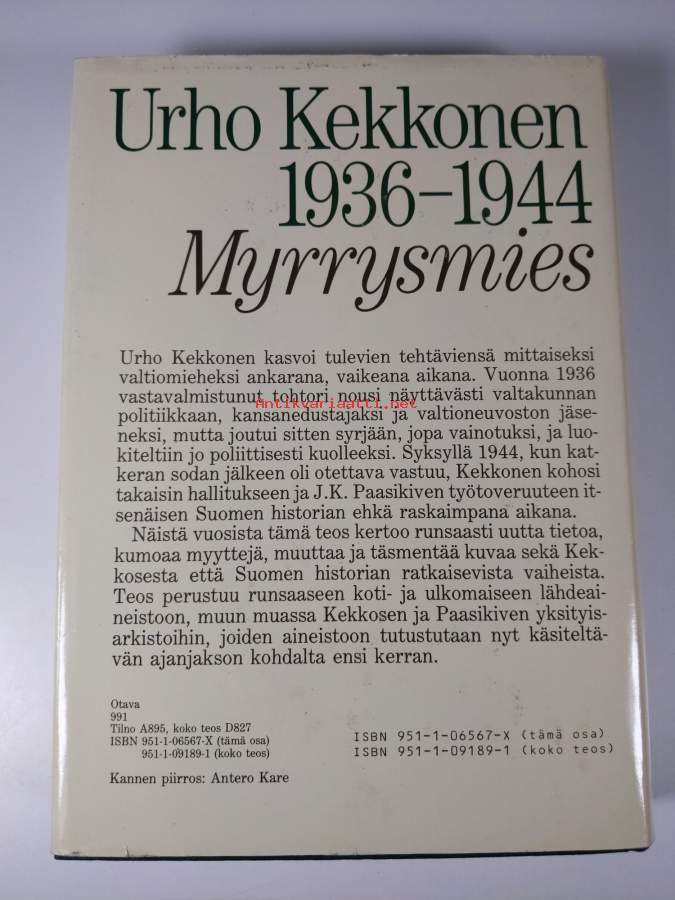 Urho Kekkonen
1936–1944
Myrrysmies
Urho Kekkonen kasvoi tulevien tehtäviensä mittaiseksi
valtiomieheksi ankarana, vaikeana aikana. Vuonna 1936
vastavalmistunut tohtori nousi näyttävästi valtakunnan
Antikvariaatti.net
politiikkaan, kansanedustajaksi ja valtioneuvoston jäse-
neksi, mutta joutui sitten syrjään, jopa vainotuksi, ja luo-
kiteltiin jo poliittisesti kuolleeksi. Syksyllä 1944, kun kat-
keran sodan jälkeen oli otettava vastuu, Kekkonen kohosi
takaisin hallitukseen ja J.K. Paasikiven työtoveruuteen it-
senäisen Suomen historian ehkä raskaimpana aikana.
Näistä vuosista tämä teos kertoo runsaasti uutta tietoa,
kumoaa myyttejä, muuttaa ja täsmentää kuvaa sekä Kek-
kosesta että Suomen historian ratkaisevista vaiheista.
Teos perustuu runsaaseen koti- ja ulkomaiseen lähdeai-
neistoon, muun muassa Kekkosen ja Paasikiven yksityis-
arkistoihin, joiden aineistoon tutustutaan nyt käsiteltä-
vän ajanjakson kohdalta ensi kerran.
Otava
991
Tilno A895, koko teos D827
ISBN 951-1-06567-X (tämä osa)
951-1-09189-1 (koko teos)
Kannen piirros: Antero Kare
ISBN 951-1-06567-X (tämä osa)
ISBN 951-1-09189-1 (koko teos)